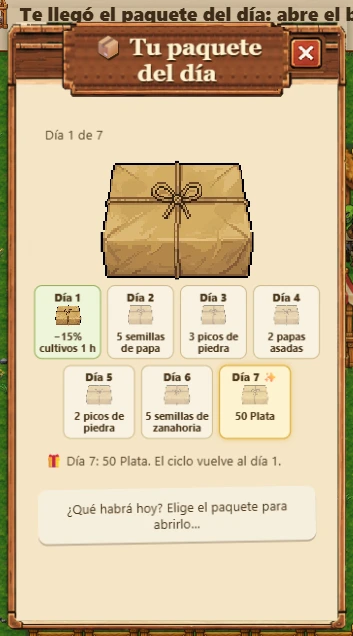 Te llegó el paquete del día: abre el
Tu paquete
del día
Día 1 de 7
Día 1
−15%
cultivos 1 h
Día 2
5 semillas
de papa
Día 3
3 picos de
piedra
Día 4
2 papas
asadas
Día 5
2 picos de
piedra
Día 6
5 semillas de
zanahoria
Día 7
50 Plata
Día 7: 50 Plata. El ciclo vuelve al día 1.
¿Qué habrá hoy? Elige el paquete para
abrirlo...